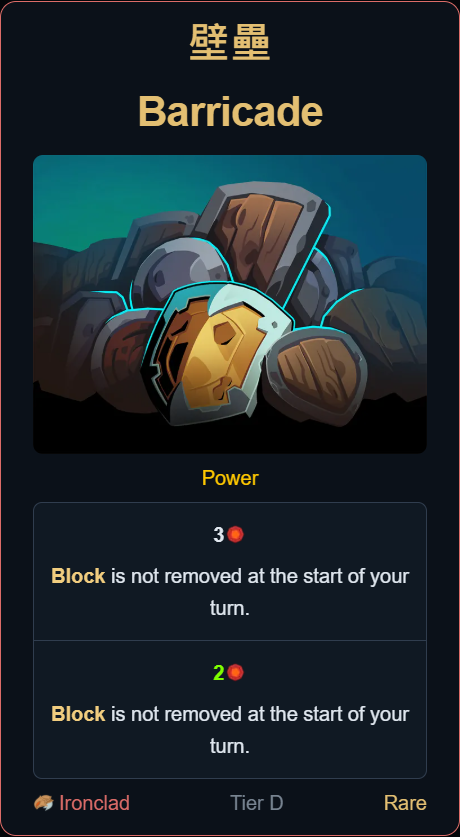 壁壘
Barricade
Power
3
Block is not removed at the start of your
turn.
2
Block is not removed at the start of your
turn.
Ironclad
Tier D
Rare